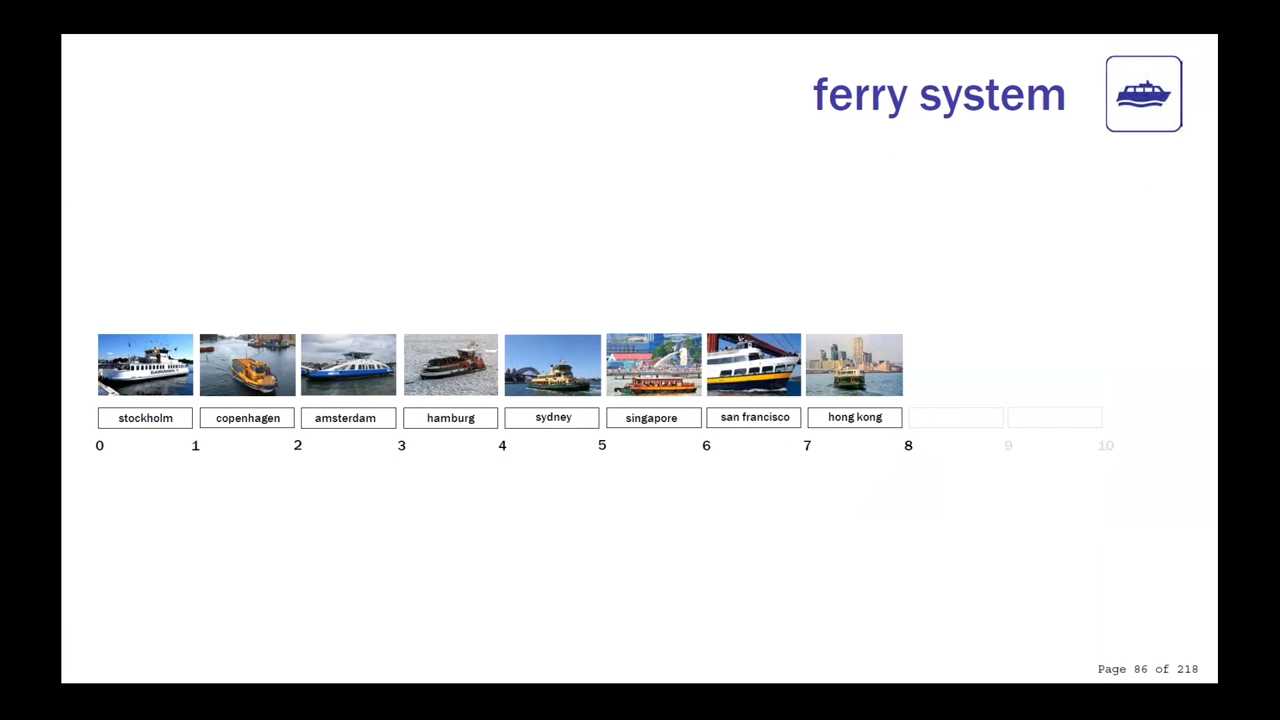 ferry system
stockholm copenhagen amsterdam hamburg sydney singapore san francisco hong kong
0 1 2 3 4 5 6 7 8 9 10
Page 86 of 218